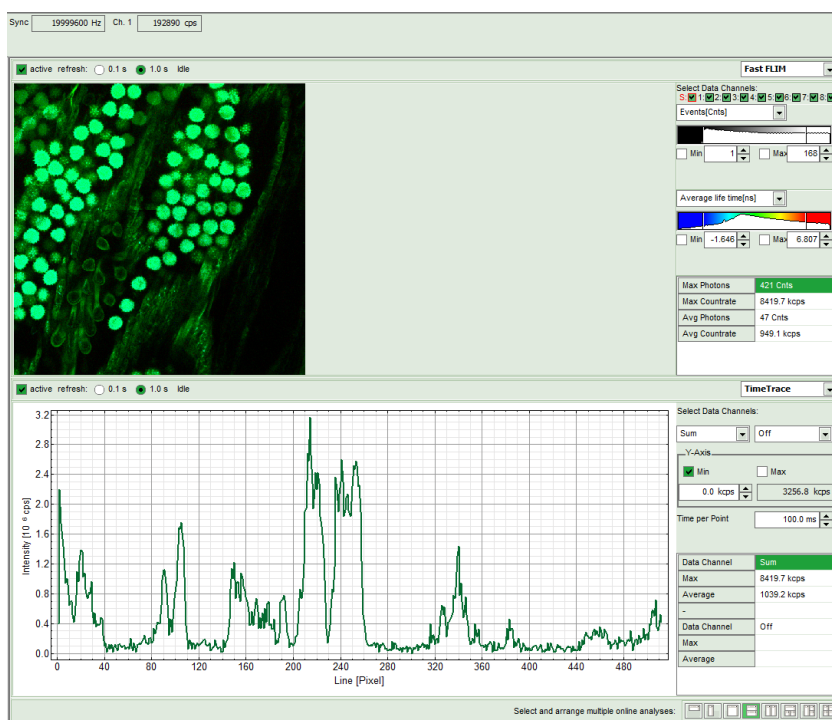 Sync 19999600 Hz Ch. 1 192890 cps
active refresh: 0.1 s 1.0 s Idle Fast FLIM
Select Data Channels:
S: 1: 2: 3: 4: 5: 6: 7: 8:
Events[Cnts]
Min 1 Max 168
Average life time[ns]
Min -1.646 Max 6.807
Max Photons 421 Cnts
Max Countrate 8419.7 kcps
Avg Photons 47 Cnts
Avg Countrate 949.1 kcps
active refresh: 0.1 s 1.0 s Idle TimeTrace
Intensity [10^6 cps]
3.2
2.8
2.4
2.0
1.6
1.2
0.8
0.4
0.0
0 40 80 120 160 200 240 280 320 360 400 440 480
Line [Pixel]
Select Data Channels:
Sum Off
Y-Axis
Min Max
0.0 kcps 3256.8 kcps
Time per Point 100.0 ms
Data Channel Sum
Max 8419.7 kcps
Average 1039.2 kcps
-
Data Channel Off
Max
Average
Select and arrange multiple online analyses: